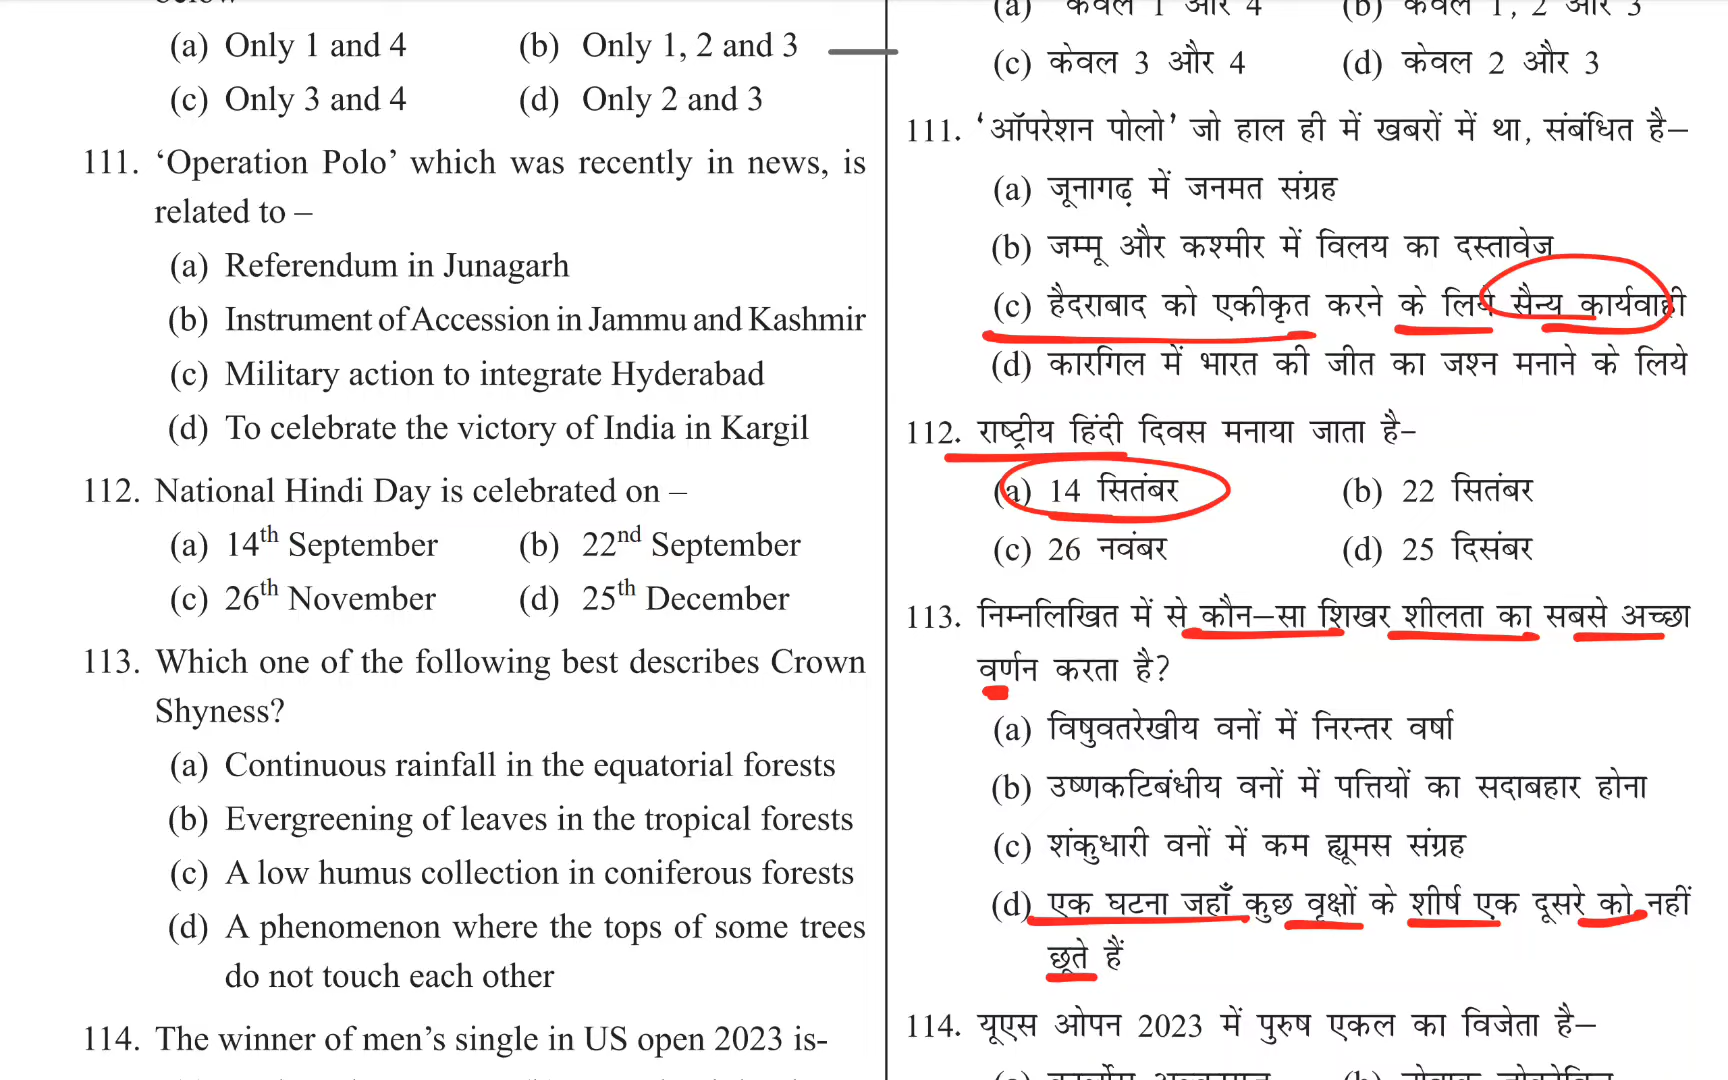 (a) Only 1 and 4 (b) Only 1, 2 and 3
(c) Only 3 and 4 (d) Only 2 and 3
111. ‘Operation Polo’ which was recently in news, is
related to –
(a) Referendum in Junagarh
(b) Instrument of Accession in Jammu and Kashmir
(c) Military action to integrate Hyderabad
(d) To celebrate the victory of India in Kargil
112. National Hindi Day is celebrated on –
(a) 14th September (b) 22nd September
(c) 26th November (d) 25th December
113. Which one of the following best describes Crown
Shyness?
(a) Continuous rainfall in the equatorial forests
(b) Evergreening of leaves in the tropical forests
(c) A low humus collection in coniferous forests
(d) A phenomenon where the tops of some trees
do not touch each other
114. The winner of men’s single in US open 2023 is-
(a) केवल 1 और 4 (b) केवल 1, 2 और 3
(c) केवल 3 और 4 (d) केवल 2 और 3
111. ‘ऑपरेशन पोलो’ जो हाल ही में खबरों में था, संबंधित है–
(a) जूनागढ़ में जनमत संग्रह
(b) जम्मू और कश्मीर में विलय का दस्तावेज
(c) हैदराबाद को एकीकृत करने के लिये सैन्य कार्यवाही
(d) कारगिल में भारत की जीत का जश्न मनाने के लिये
112. राष्ट्रीय हिंदी दिवस मनाया जाता है–
(a) 14 सितंबर (b) 22 सितंबर
(c) 26 नवंबर (d) 25 दिसंबर
113. निम्नलिखित में से कौन–सा शिखर शीलता का सबसे अच्छा
वर्णन करता है?
(a) विषुवतरेखीय वनों में निरन्तर वर्षा
(b) उष्णकटिबंधीय वनों में पत्तियों का सदाबहार होना
(c) शंकुधारी वनों में कम ह्यूमस संग्रह
(d) एक घटना जहाँ कुछ वृक्षों के शीर्ष एक दूसरे को नहीं
छूते हैं
114. यूएस ओपन 2023 में पुरुष एकल का विजेता है–